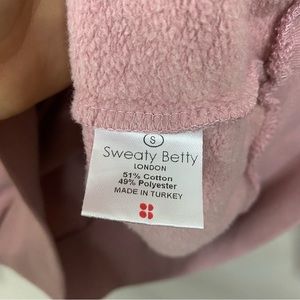 S
Sweaty Betty
LONDON
51% Cotton
49% Polyester
MADE IN TURKEY